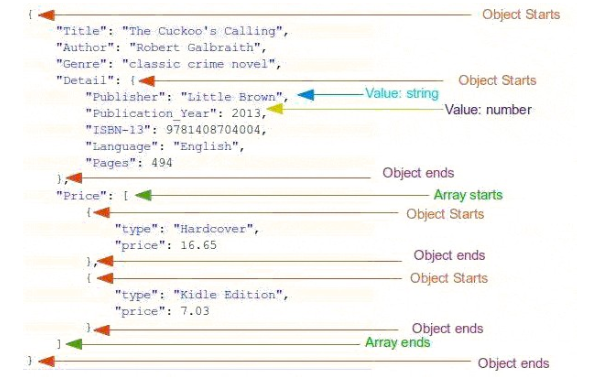 { Object Starts
"Title": "The Cuckoo's Calling",
"Author": "Robert Galbraith",
"Genre": "classic crime novel",
"Detail": { Object Starts
"Publisher": "Little Brown", Value: string
"Publication_Year": 2013, Value: number
"ISBN-13": 9781408704004,
"Language": "English",
"Pages": 494
}, Object ends
"Price": [ Array starts
{ Object Starts
"type": "Hardcover",
"price": 16.65
}, Object ends
{ Object Starts
"type": "Kidle Edition",
"price": 7.03
} Object ends
] Array ends
} Object ends